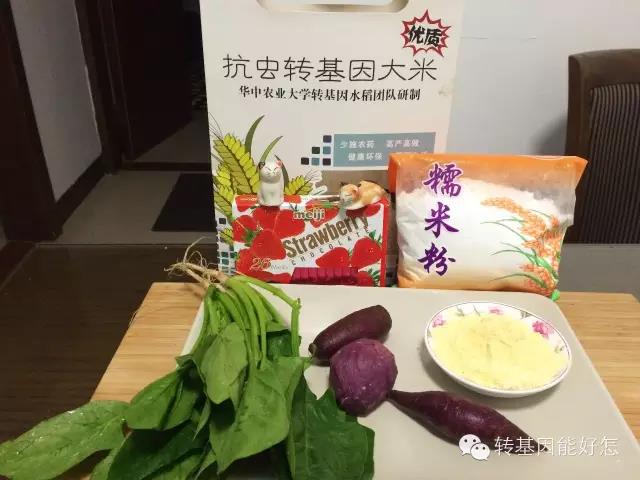 优质
抗虫转基因大米
华中农业大学转基因水稻团队研制
少施农药 高产高效
健康环保
meiji
Strawberry
CHOCOLATE
26
糯米粉
转基因能好怎